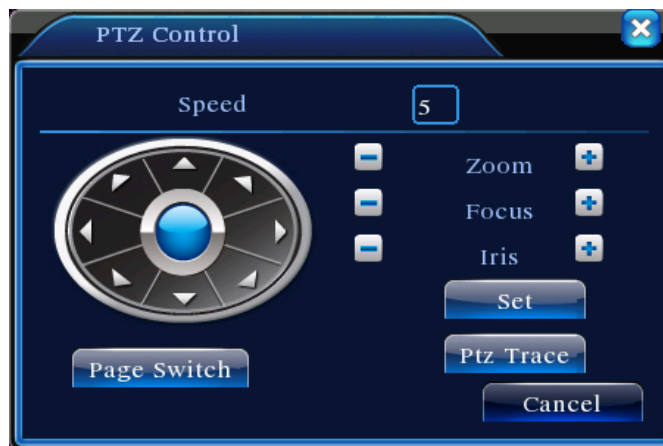 PTZ Control
Speed 5
Zoom
Focus
Iris
Set
Ptz Trace
Page Switch
Cancel